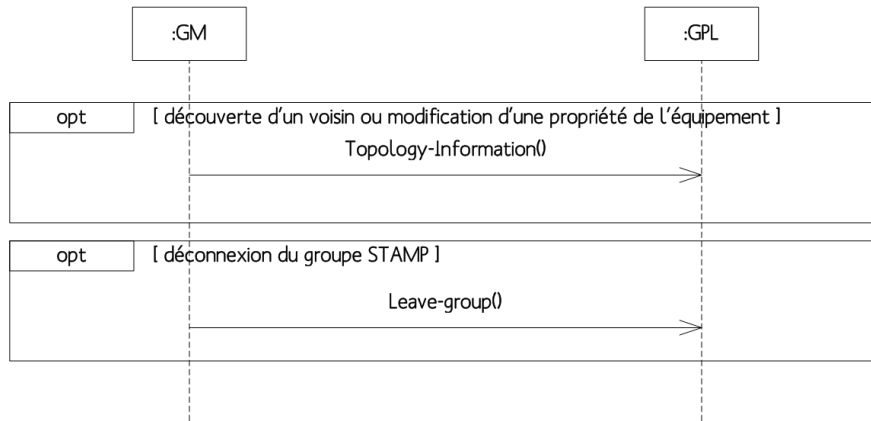 :GM
:GPL
opt
[ découverte d'un voisin ou modification d'une propriété de l'équipement ]
Topology-Information()
opt
[ déconnexion du groupe STAMP ]
Leave-group()